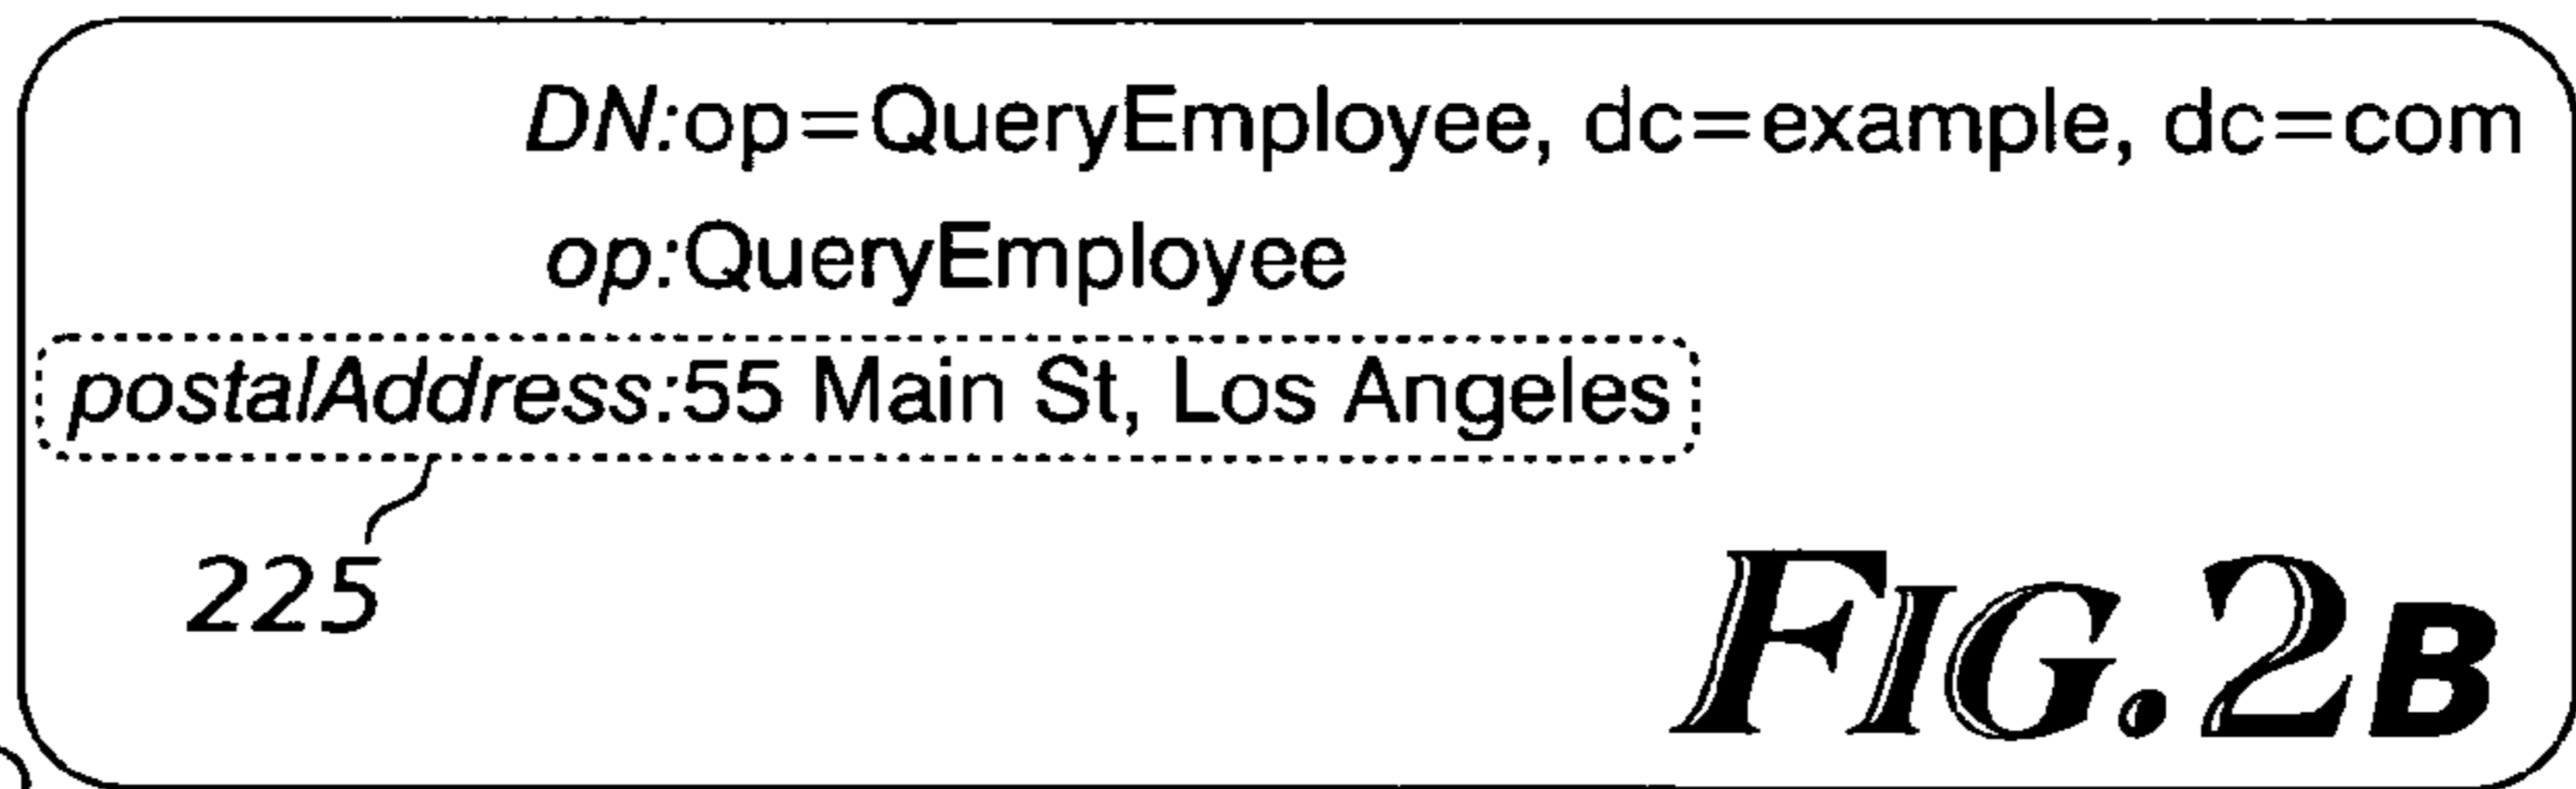 DN:op=QueryEmployee, dc=example, dc=com
op:QueryEmployee
postalAddress:55 Main St, Los Angeles
225
FIG.2B